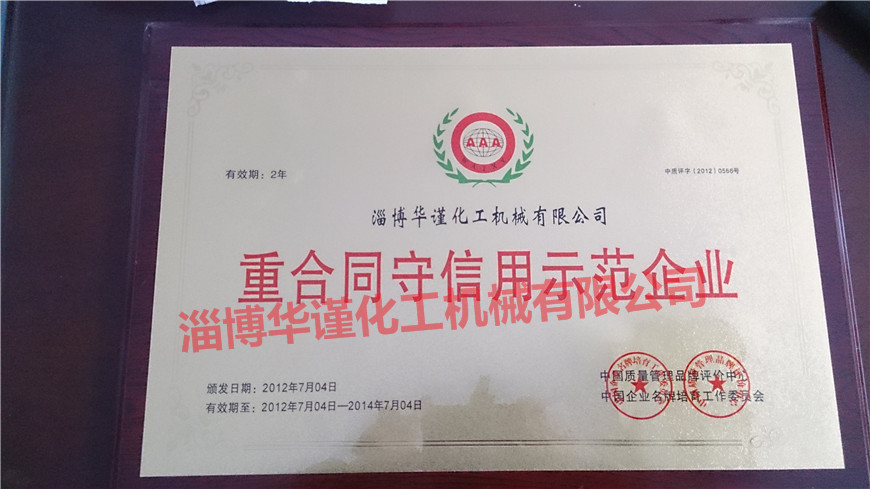 AAA
有效期：2年
中质评字（2012）0566号
淄博华谨化工机械有限公司
重合同守信用示范企业
淄博华谨化工机械有限公司
颁发日期：2012年7月04日
有效期至：2012年7月04日—2014年7月04日
中国质量管理品牌评价中心
中国企业名牌培育工作委员会